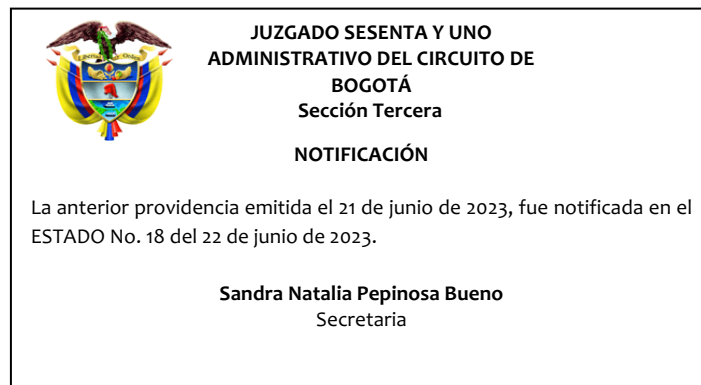 JUZGADO SESENTA Y UNO
ADMINISTRATIVO DEL CIRCUITO DE
BOGOTÁ
Sección Tercera
NOTIFICACIÓN
La anterior providencia emitida el 21 de junio de 2023, fue notificada en el
ESTADO No. 18 del 22 de junio de 2023.
Sandra Natalia Pepinosa Bueno
Secretaria